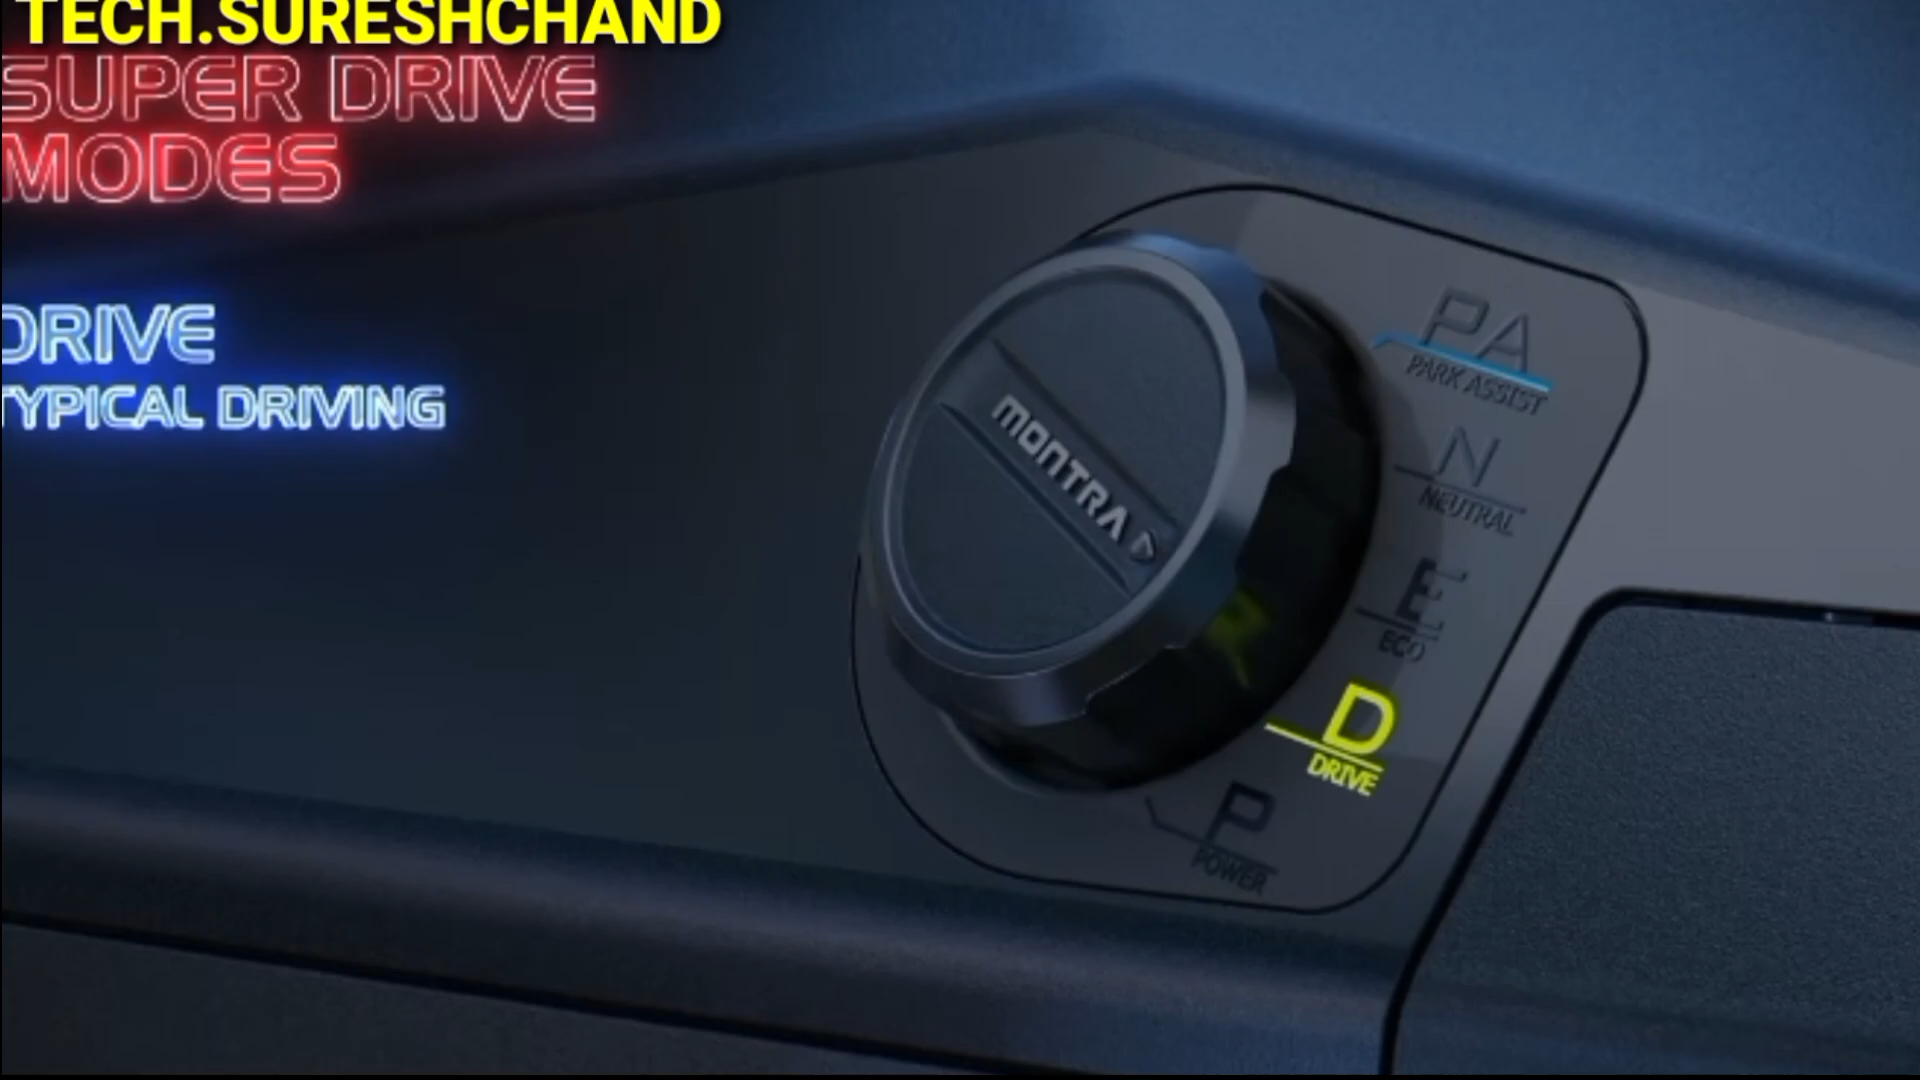 TECH.SURESHCHAND
SUPER DRIVE
MODES
DRIVE
TYPICAL DRIVING
MONTRA
PA
PARK ASSIST
N
NEUTRAL
E
ECO
D
DRIVE
P
POWER